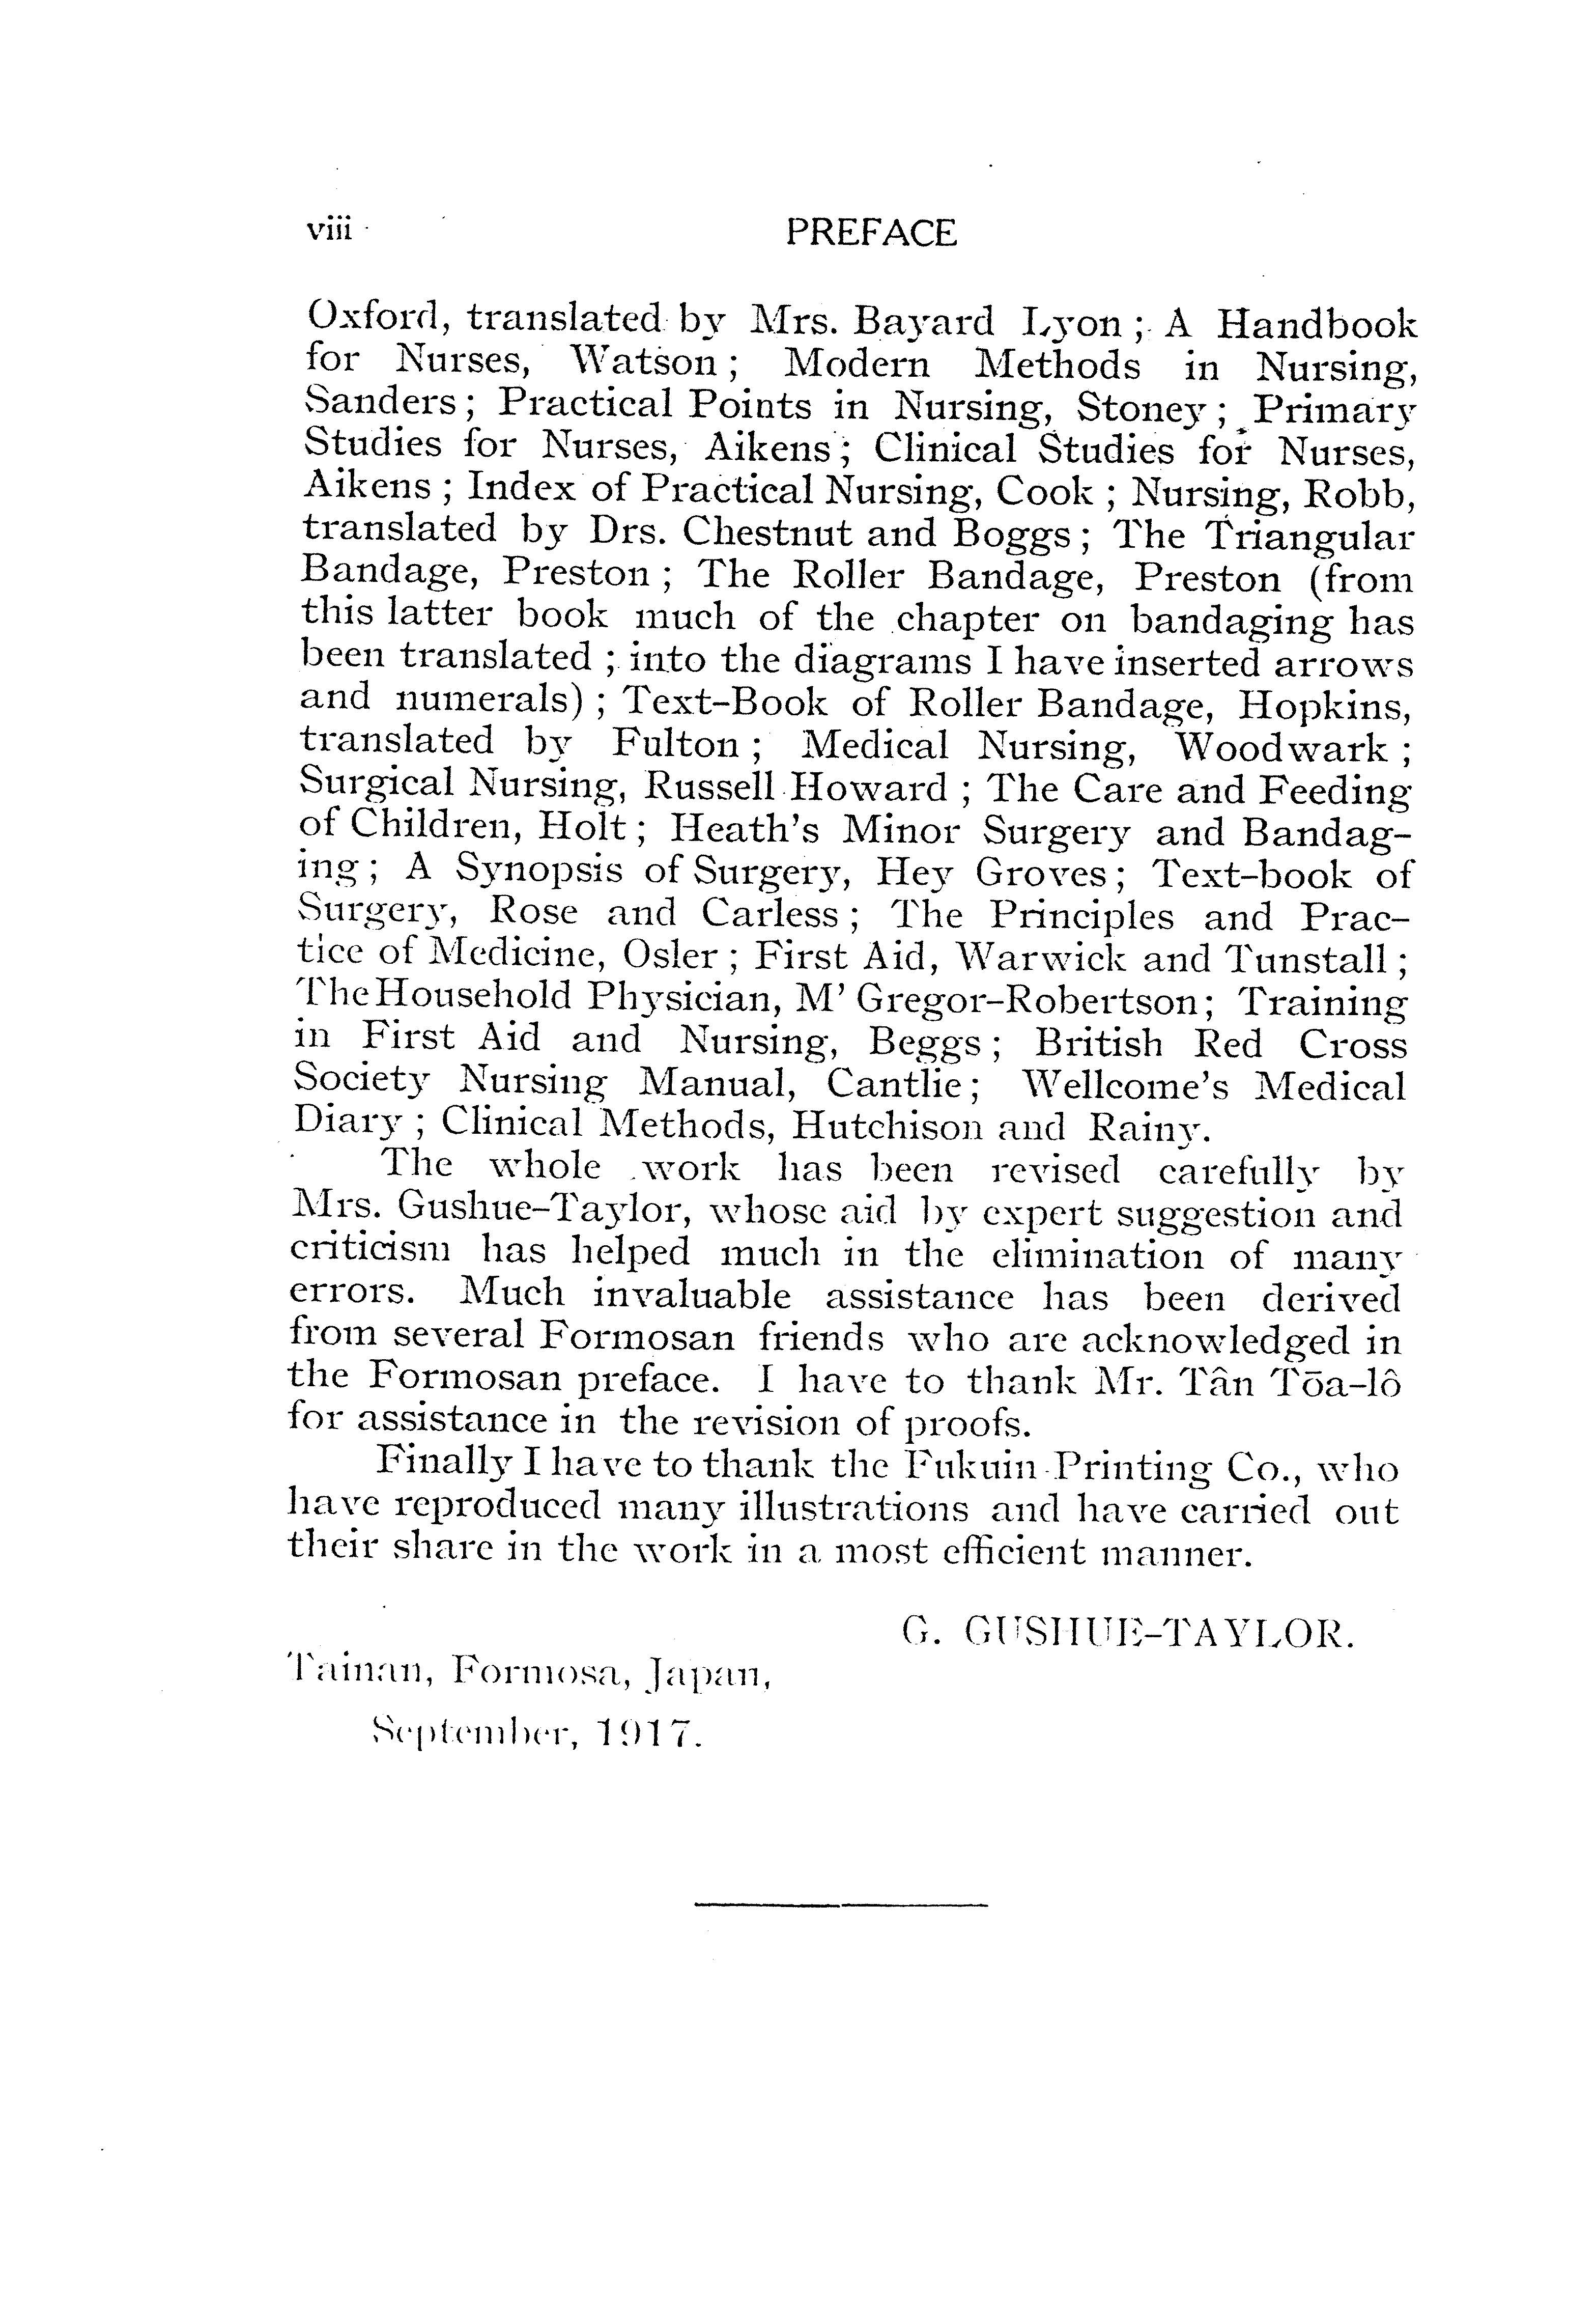 viii
PREFACE
Oxford, translated by Mrs. Bayard Lyon ; A Handbook
for Nurses, Watson ; Modern Methods in Nursing,
Sanders ; Practical Points in Nursing, Stoney ; Primary
Studies for Nurses, Aikens ; Clinical Studies for Nurses,
Aikens ; Index of Practical Nursing, Cook ; Nursing, Robb,
translated by Drs. Chestnut and Boggs ; The Triangular
Bandage, Preston ; The Roller Bandage, Preston (from
this latter book much of the chapter on bandaging has
been translated ; into the diagrams I have inserted arrows
and numerals) ; Text-Book of Roller Bandage, Hopkins,
translated by Fulton ; Medical Nursing, Woodwark ;
Surgical Nursing, Russell Howard ; The Care and Feeding
of Children, Holt ; Heath's Minor Surgery and Bandag-
ing ; A Synopsis of Surgery, Hey Groves ; Text-book of
Surgery, Rose and Carless ; The Principles and Prac-
tice of Medicine, Osler ; First Aid, Warwick and Tunstall ;
The Household Physician, M' Gregor-Robertson; Training
in First Aid and Nursing, Beggs ; British Red Cross
Society Nursing Manual, Cantlie ; Wellcome's Medical
Diary ; Clinical Methods, Hutchison and Rainy.
The whole work has been revised carefully by
Mrs. Gushue-Taylor, whose aid by expert suggestion and
criticism has helped much in the elimination of many
errors. Much invaluable assistance has been derived
from several Formosan friends who are acknowledged in
the Formosan preface. I have to thank Mr. Tân Tōa-lô
for assistance in the revision of proofs.
Finally I have to thank the Fukuin Printing Co., who
have reproduced many illustrations and have carried out
their share in the work in a most efficient manner.
G. GUSHUE-TAYLOR.
Tainan, Formosa, Japan,
September, 1917.